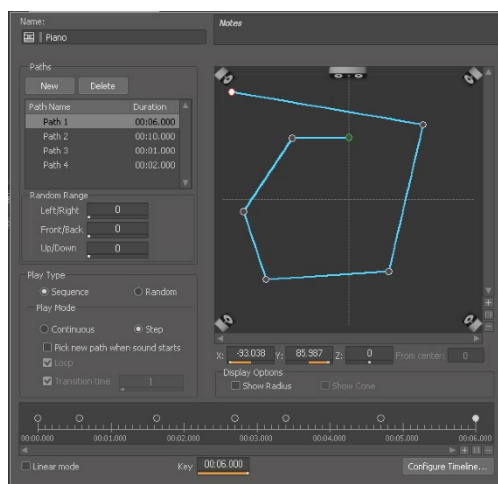 Name:
Piano
Notes
Paths
New Delete
Path Name Duration
Path 1 00:06.000
Path 2 00:10.000
Path 3 00:01.000
Path 4 00:02.000
Random Range
Left/Right 0
Front/Back 0
Up/Down 0
Play Type
Sequence Random
Play Mode
Continuous Step
Pick new path when sound starts
Loop
Transition time 1
X: -93.038 Y: 85.987 Z: 0 From center: 0
Display Options
Show Radius Show Cone
00:00.000 00:01.000 00:02.000 00:03.000 00:04.000 00:05.000 00:06.000
Linear mode Key 00:06.000 Configure Timeline...